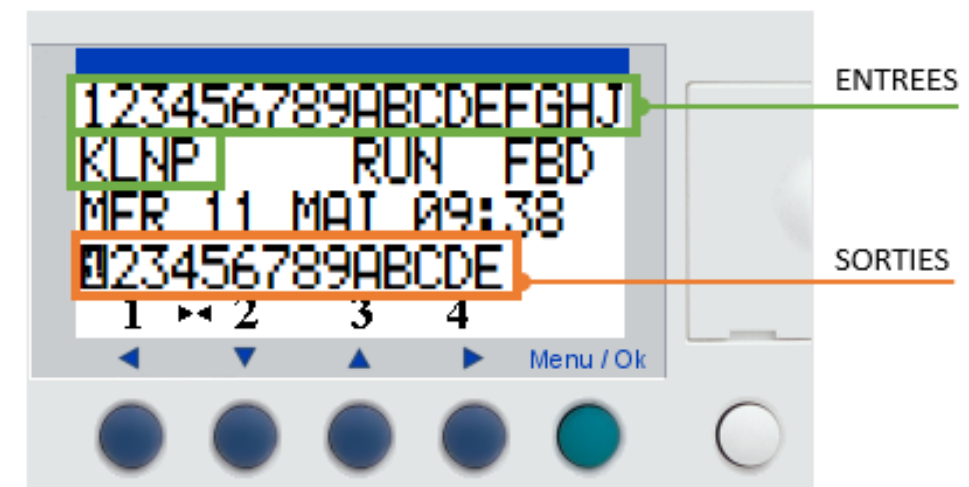 123456789ABCDEFGHJ
ENTREES
KLNP RUN FBD
MER 11 MAI 09:38
123456789ABCDE
SORTIES
1 2 3 4
Menu / Ok